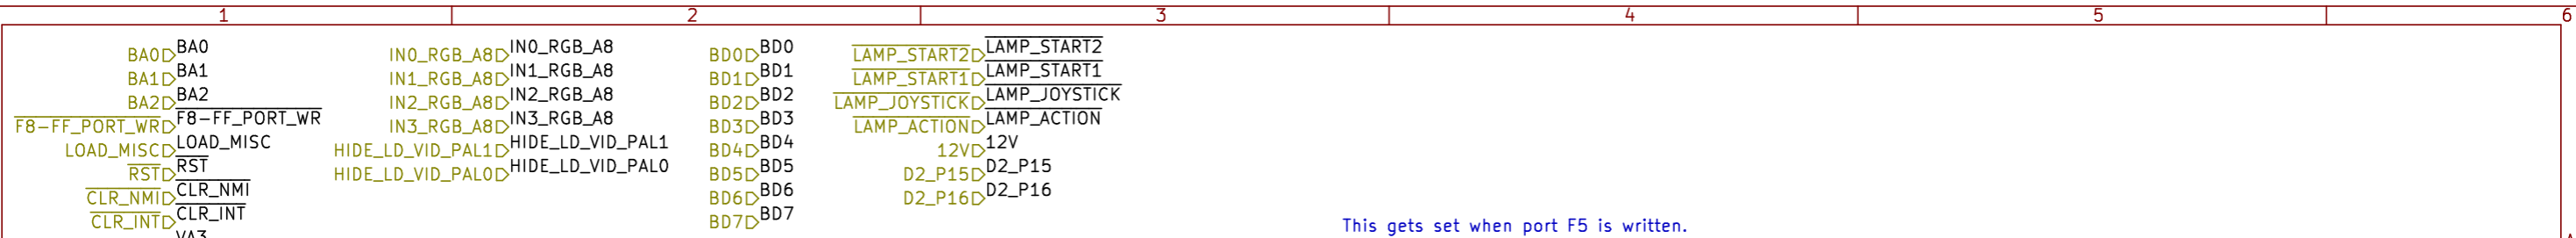 1 2 3 4 5 6
BA0 BA0 IN0_RGB_A8 IN0_RGB_A8 BD0 BD0 LAMP_START2 LAMP_START2
BA1 BA1 IN1_RGB_A8 IN1_RGB_A8 BD1 BD1 LAMP_START1 LAMP_START1
BA2 BA2 IN2_RGB_A8 IN2_RGB_A8 BD2 BD2 LAMP_JOYSTICK LAMP_JOYSTICK
F8-FF_PORT_WR F8-FF_PORT_WR IN3_RGB_A8 IN3_RGB_A8 BD3 BD3 LAMP_ACTION LAMP_ACTION
LOAD_MISC LOAD_MISC HIDE_LD_VID_PAL1 HIDE_LD_VID_PAL1 BD4 BD4 12V 12V
RST RST HIDE_LD_VID_PAL0 HIDE_LD_VID_PAL0 BD5 BD5 D2_P15 D2_P15
CLR_NMI CLR_NMI BD6 BD6 D2_P16 D2_P16
CLR_INT CLR_INT BD7 BD7
This gets set when port F5 is written.
VA3